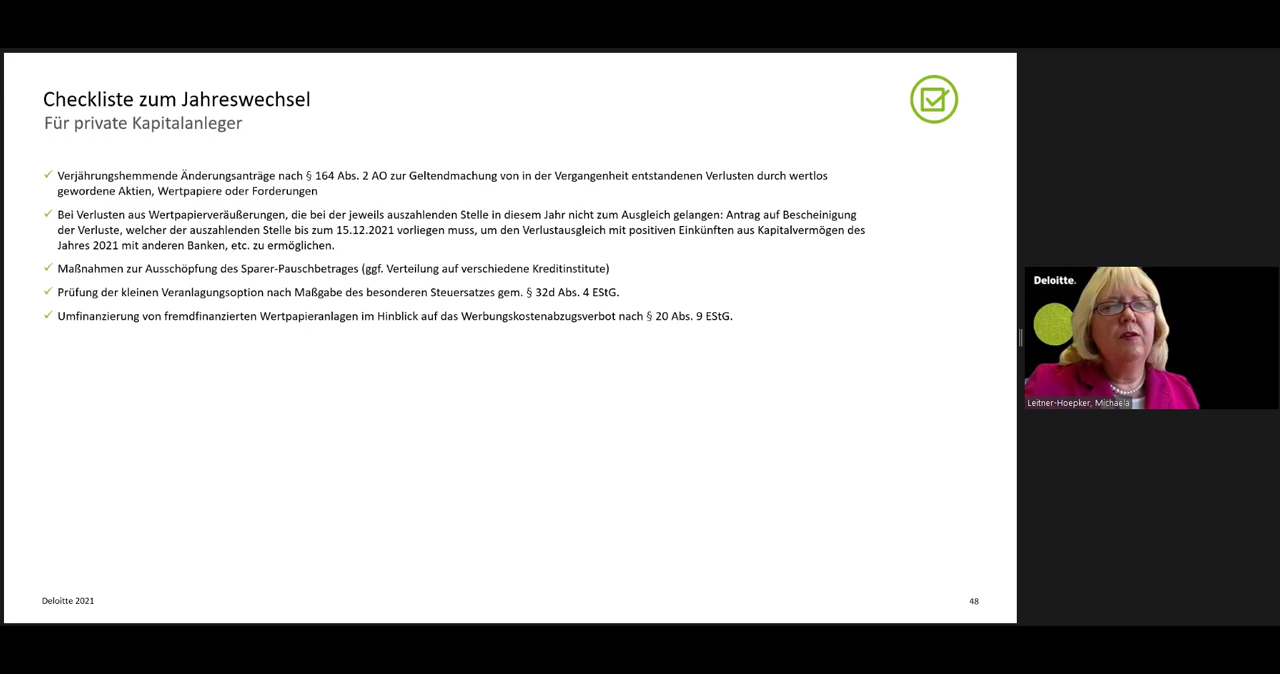 Checkliste zum Jahreswechsel
Für private Kapitalanleger
Verjährungshemmende Änderungsanträge nach § 164 Abs. 2 AO zur Geltendmachung von in der Vergangenheit entstandenen Verlusten durch wertlos
gewordene Aktien, Wertpapiere oder Forderungen
Bei Verlusten aus Wertpapierveräußerungen, die bei der jeweils auszahlenden Stelle in diesem Jahr nicht zum Ausgleich gelangen: Antrag auf Bescheinigung
der Verluste, welcher der auszahlenden Stelle bis zum 15.12.2021 vorliegen muss, um den Verlustausgleich mit positiven Einkünften aus Kapitalvermögen des
Jahres 2021 mit anderen Banken, etc. zu ermöglichen.
Maßnahmen zur Ausschöpfung des Sparer-Pauschbetrages (ggf. Verteilung auf verschiedene Kreditinstitute)
Prüfung der kleinen Veranlagungsoption nach Maßgabe des besonderen Steuersatzes gem. § 32d Abs. 4 EStG.
Umfinanzierung von fremdfinanzierten Wertpapieranlagen im Hinblick auf das Werbungskostenabzugsverbot nach § 20 Abs. 9 EStG.
Deloitte 2021
48
Deloitte.
Leitner-Hoepker, Michaela